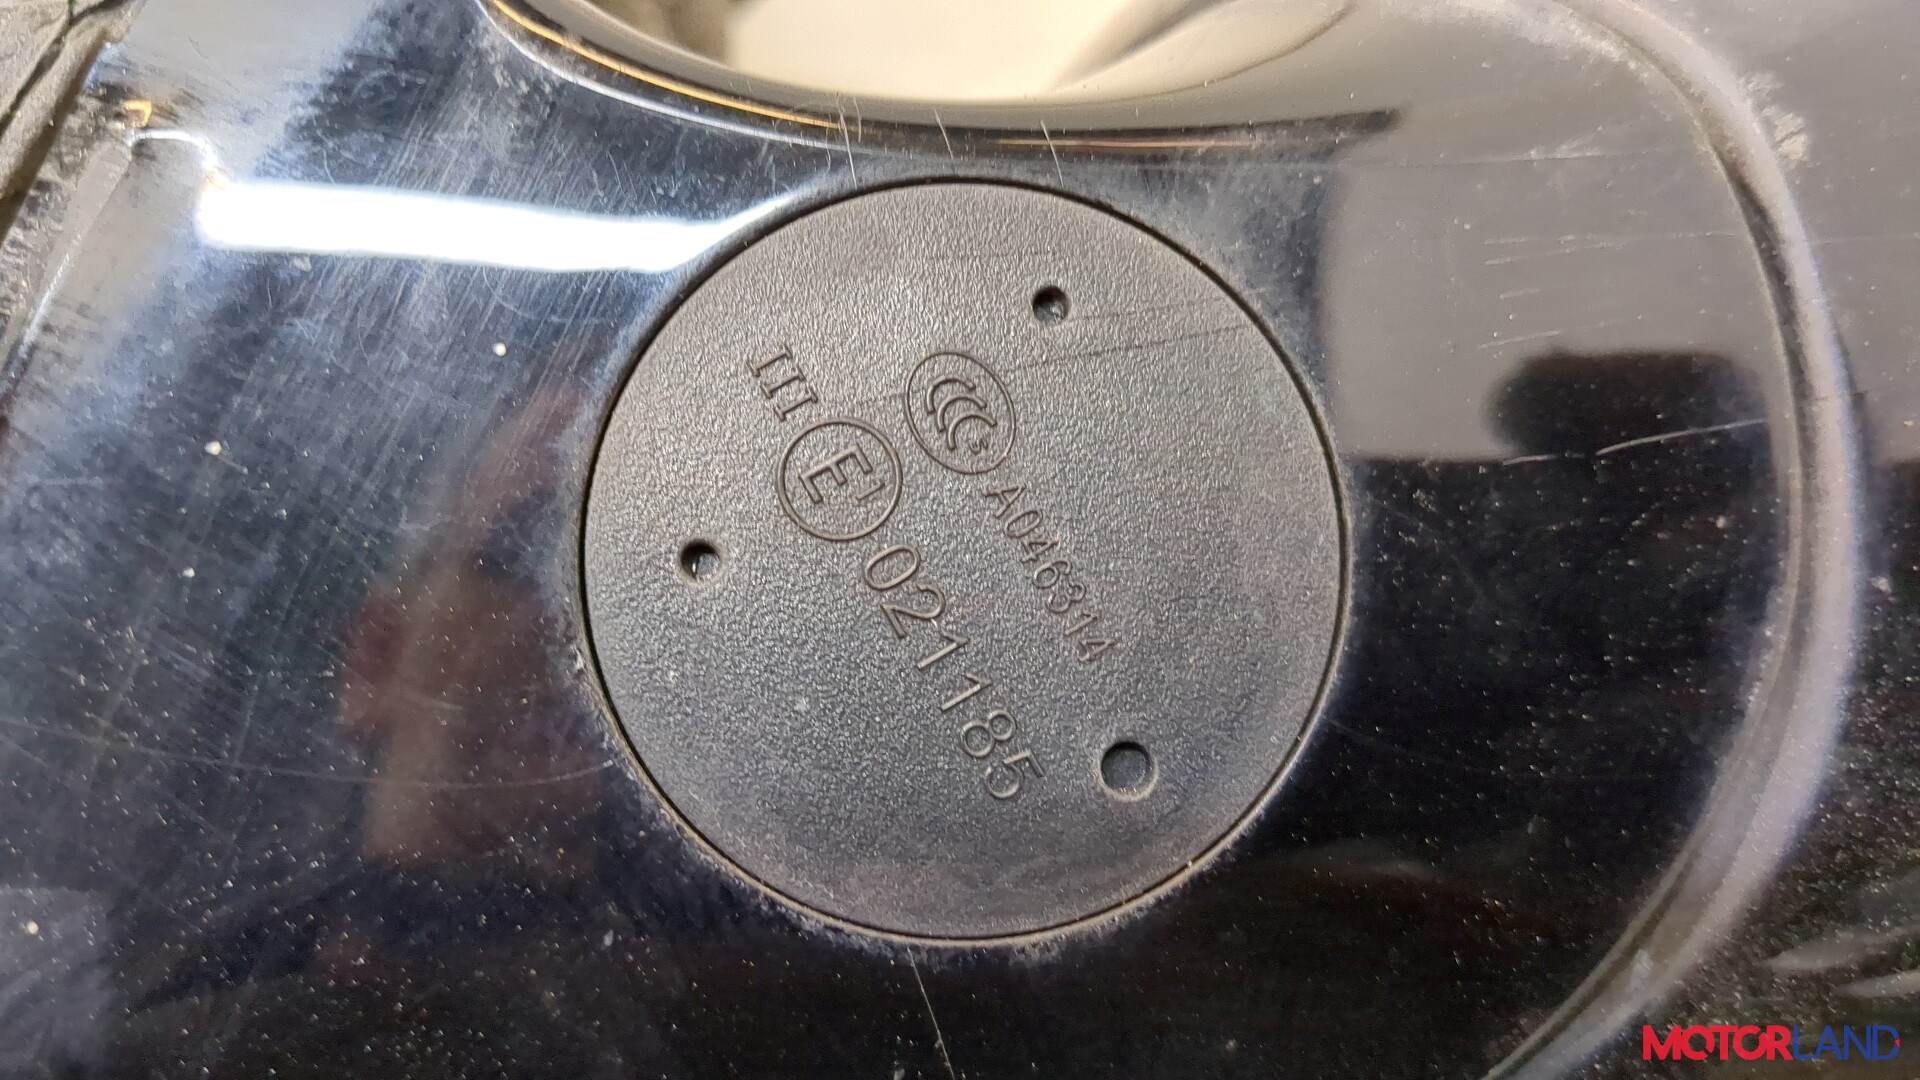 CCC A046314
III E1 021185
MOTORLAND